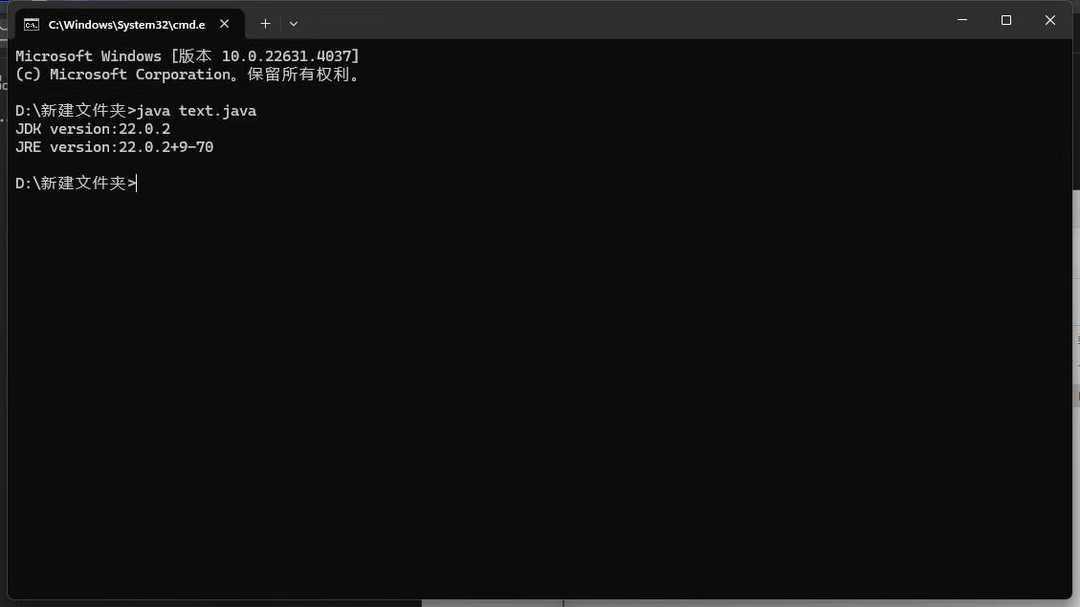 C:\Windows\System32\cmd.e
Microsoft Windows [版本 10.0.22631.4037]
(c) Microsoft Corporation。保留所有权利。
D:\新建文件夹>java text.java
JDK version:22.0.2
JRE version:22.0.2+9-70
D:\新建文件夹>